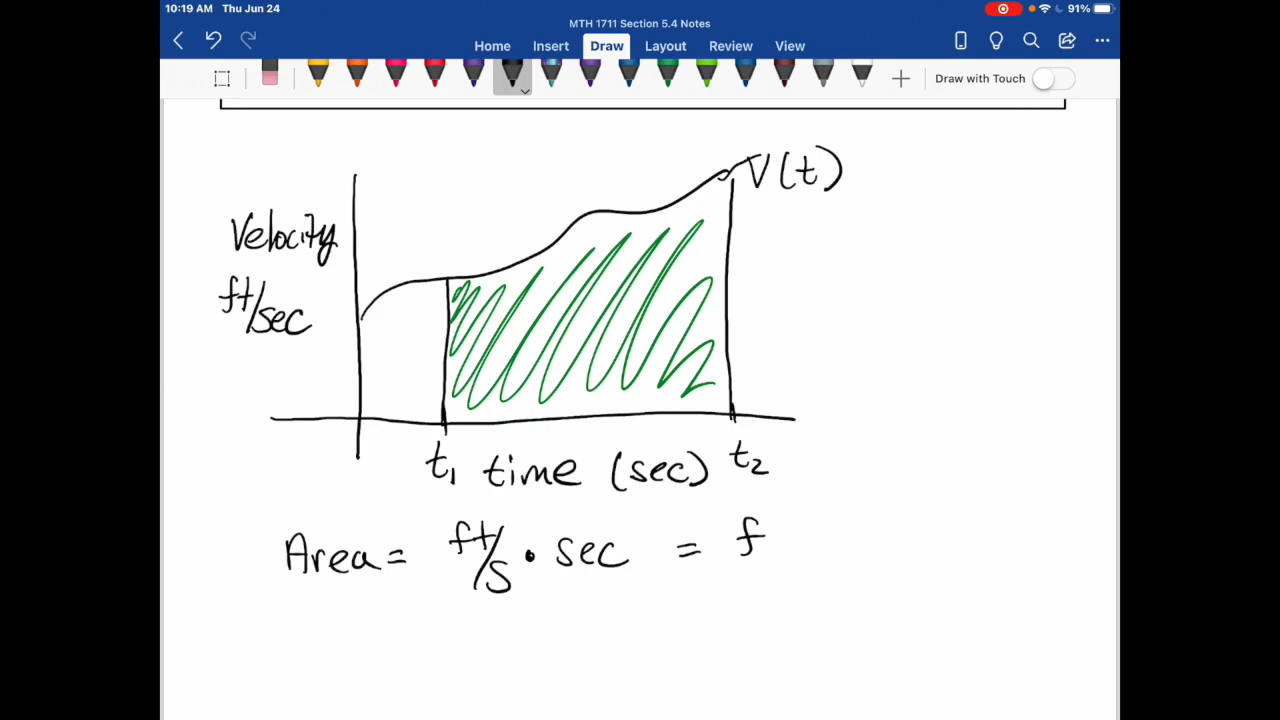 10:19 AM Thu Jun 24
91%
MTH 1711 Section 5.4 Notes
Home Insert Draw Layout Review View
Draw with Touch
V(t)
Velocity
ft/sec
t₁ time (sec) t₂
Area = ft/s • sec = f